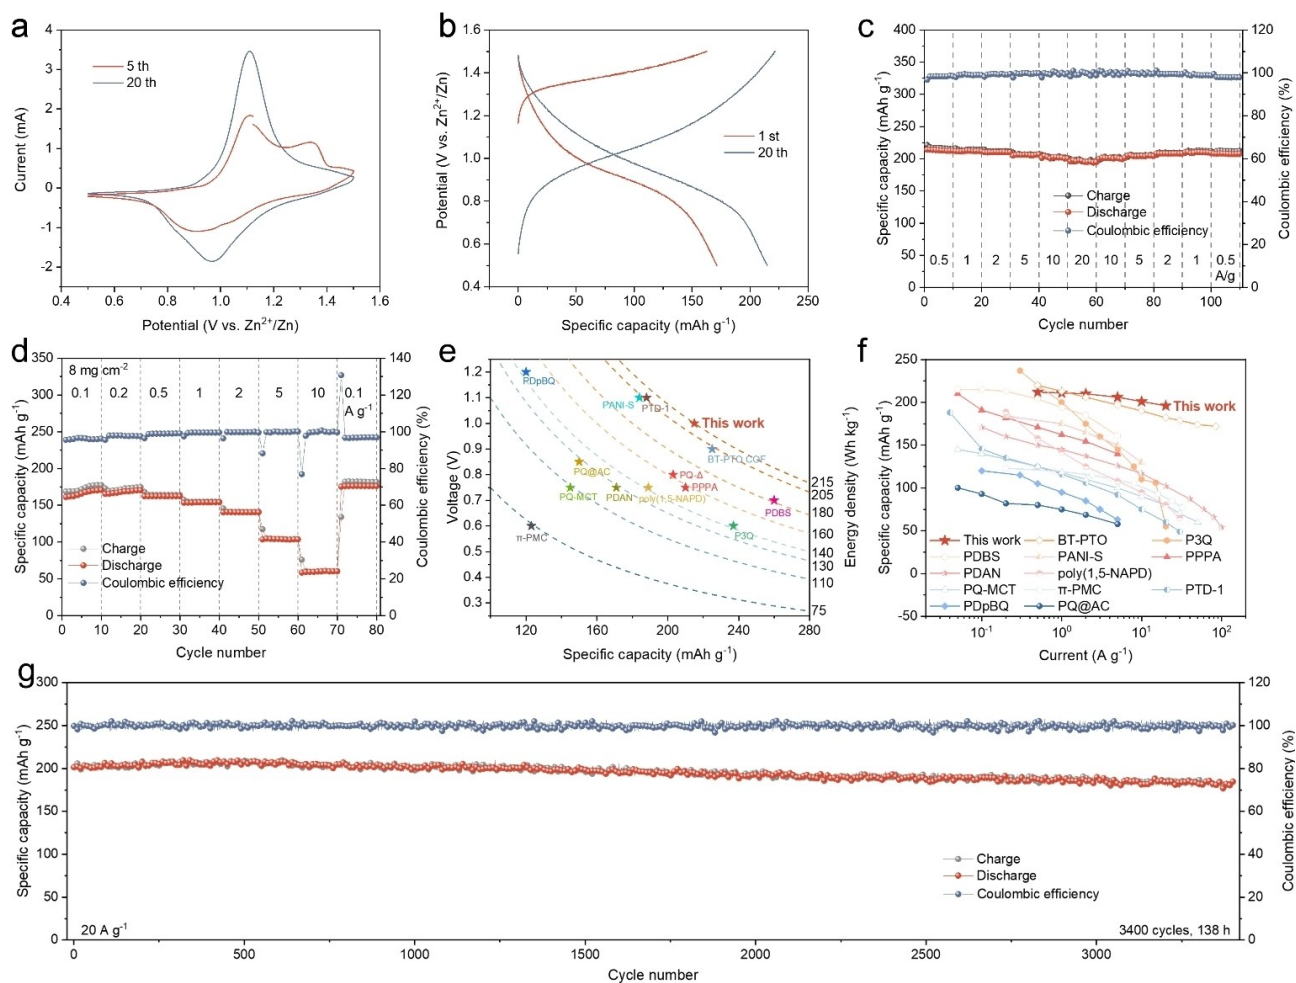 a
4
3
2
1
0
-1
-2
Current (mA)
5 th
20 th
0.4
0.6
0.8
1.0
1.2
1.4
1.6
Potential (V vs. Zn²⁺/Zn)
b
1.6
1.4
1.2
1.0
0.8
0.6
0.4
Potential (V vs. Zn²⁺/Zn)
1 st
20 th
0
50
100
150
200
Specific capacity (mAh g⁻¹)
c
400
350
300
250
200
150
100
50
0
Specific capacity (mAh g⁻¹)
120
100
80
60
40
20
0
Coulombic efficiency (%)
Charge
Discharge
Coulombic efficiency
0.5
1
2
5
10
20
10
5
2
1
0.5
A/g
0
20
40
60
80
100
Cycle number
d
350
300
250
200
150
100
50
0
Specific capacity (mAh g⁻¹)
8 mg cm⁻²
0.1
0.2
0.5
1
2
5
10
0.1
A g⁻¹
140
120
100
80
60
40
20
0
Coulombic efficiency (%)
Charge
Discharge
Coulombic efficiency
0
10
20
30
40
50
60
70
80
Cycle number
e
1.2
1.1
1.0
0.9
0.8
0.7
0.6
0.5
0.4
0.3
Voltage (V)
PDpBQ
PANI-S
PTD-1
This work
BT-PTO COF
PQ@AC
PQ-Δ
PQ-MCT
PDAN
poly(1,5-NAPD)
PPPA
PDBS
π-PMC
P3Q
215
205
180
160
140
130
110
75
Energy density (Wh kg⁻¹)
120
160
200
240
280
Specific capacity (mAh g⁻¹)
f
250
200
150
100
50
0
-50
Specific capacity (mAh g⁻¹)
This work
This work
BT-PTO
P3Q
PDBS
PANI-S
PPPA
PDAN
poly(1,5-NAPD)
PQ-MCT
π-PMC
PTD-1
PDpBQ
PQ@AC
10⁻¹
10⁰
10¹
10²
Current (A g⁻¹)
g
300
250
200
150
100
50
0
Specific capacity (mAh g⁻¹)
120
100
80
60
40
20
0
Coulombic efficiency (%)
Charge
Discharge
Coulombic efficiency
20 A g⁻¹
3400 cycles, 138 h
0
500
1000
1500
2000
2500
3000
Cycle number